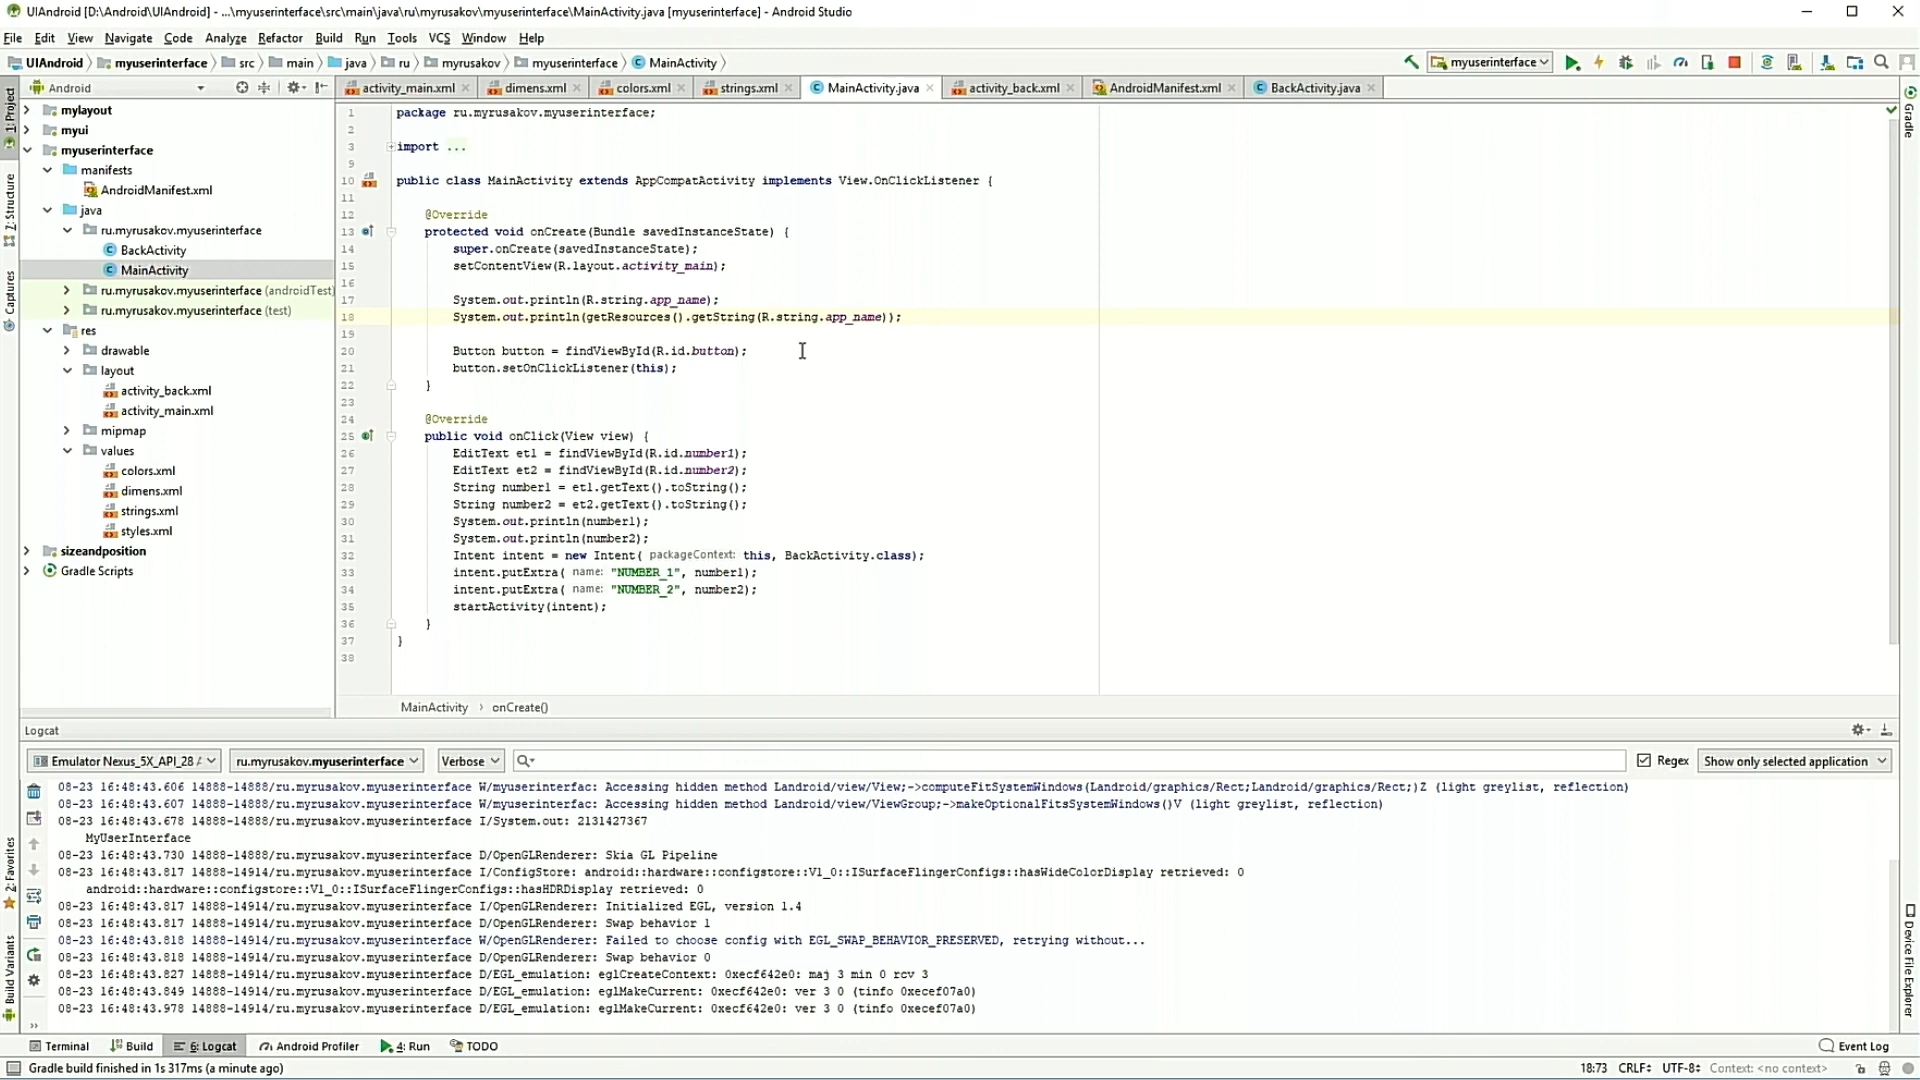 UIAndroid [D:\Android\UIAndroid] - ...\myuserinterface\src\main\java\ru\myrusakov\myuserinterface\MainActivity.java [myuserinterface] - Android Studio
File Edit View Navigate Code Analyze Refactor Build Run Tools VCS Window Help
UIAndroid myuserinterface src main java ru myrusakov myuserinterface MainActivity
myuserinterface
Android
activity_main.xml dimens.xml colors.xml strings.xml MainActivity.java activity_back.xml AndroidManifest.xml BackActivity.java
1: Project
Z: Structure
Captures
2: Favorites
Build Variants
mylayout
myui
myuserinterface
manifests
AndroidManifest.xml
java
ru.myrusakov.myuserinterface
BackActivity
MainActivity
ru.myrusakov.myuserinterface (androidTest)
ru.myrusakov.myuserinterface (test)
res
drawable
layout
activity_back.xml
activity_main.xml
mipmap
values
colors.xml
dimens.xml
strings.xml
styles.xml
sizeandposition
Gradle Scripts
1 package ru.myrusakov.myuserinterface;
2
3 import ...
9
10 public class MainActivity extends AppCompatActivity implements View.OnClickListener {
11
12 @Override
13 protected void onCreate(Bundle savedInstanceState) {
14 super.onCreate(savedInstanceState);
15 setContentView(R.layout.activity_main);
16
17 System.out.println(R.string.app_name);
18 System.out.println(getResources().getString(R.string.app_name));
19
20 Button button = findViewById(R.id.button);
21 button.setOnClickListener(this);
22 }
23
24 @Override
25 public void onClick(View view) {
26 EditText et1 = findViewById(R.id.number1);
27 EditText et2 = findViewById(R.id.number2);
28 String number1 = et1.getText().toString();
29 String number2 = et2.getText().toString();
30 System.out.println(number1);
31 System.out.println(number2);
32 Intent intent = new Intent( packageContext: this, BackActivity.class);
33 intent.putExtra( name: "NUMBER_1", number1);
34 intent.putExtra( name: "NUMBER_2", number2);
35 startActivity(intent);
36 }
37 }
38
MainActivity onCreate()
Gradle
Device File Explorer
Logcat
Emulator Nexus_5X_API_28 ru.myrusakov.myuserinterface Verbose Regex Show only selected application
08-23 16:48:43.606 14888-14888/ru.myrusakov.myuserinterface W/myuserinterfac: Accessing hidden method Landroid/view/View;->computeFitSystemWindows(Landroid/graphics/Rect;Landroid/graphics/Rect;)Z (light greylist, reflection)
08-23 16:48:43.607 14888-14888/ru.myrusakov.myuserinterface W/myuserinterfac: Accessing hidden method Landroid/view/ViewGroup;->makeOptionalFitsSystemWindows()V (light greylist, reflection)
08-23 16:48:43.678 14888-14888/ru.myrusakov.myuserinterface I/System.out: 2131427367
MyUserInterface
08-23 16:48:43.730 14888-14888/ru.myrusakov.myuserinterface D/OpenGLRenderer: Skia GL Pipeline
08-23 16:48:43.817 14888-14914/ru.myrusakov.myuserinterface I/ConfigStore: android::hardware::configstore::V1_0::ISurfaceFlingerConfigs::hasWideColorDisplay retrieved: 0
android::hardware::configstore::V1_0::ISurfaceFlingerConfigs::hasHDRDisplay retrieved: 0
08-23 16:48:43.817 14888-14914/ru.myrusakov.myuserinterface I/OpenGLRenderer: Initialized EGL, version 1.4
08-23 16:48:43.817 14888-14914/ru.myrusakov.myuserinterface D/OpenGLRenderer: Swap behavior 1
08-23 16:48:43.818 14888-14914/ru.myrusakov.myuserinterface W/OpenGLRenderer: Failed to choose config with EGL_SWAP_BEHAVIOR_PRESERVED, retrying without...
08-23 16:48:43.818 14888-14914/ru.myrusakov.myuserinterface D/OpenGLRenderer: Swap behavior 0
08-23 16:48:43.827 14888-14914/ru.myrusakov.myuserinterface D/EGL_emulation: eglCreateContext: 0xecf642e0: maj 3 min 0 rcv 3
08-23 16:48:43.849 14888-14914/ru.myrusakov.myuserinterface D/EGL_emulation: eglMakeCurrent: 0xecf642e0: ver 3 0 (tinfo 0xecef07a0)
08-23 16:48:43.978 14888-14914/ru.myrusakov.myuserinterface D/EGL_emulation: eglMakeCurrent: 0xecf642e0: ver 3 0 (tinfo 0xecef07a0)
Terminal Build 6: Logcat Android Profiler 4: Run TODO Event Log
Gradle build finished in 1s 317ms (a minute ago) 18:73 CRLF UTF-8 Context: <no context>